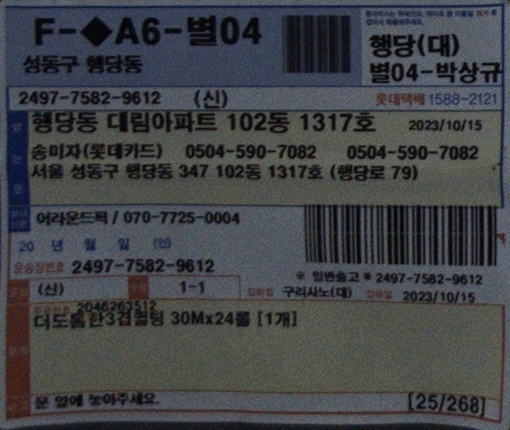 F-◆A6-별04
성동구 행당동
행당(대)
별04-박상규
2497-7582-9612 (신)
롯데택배 1588-2121
행당동 대림아파트 102동 1317호 2023/10/15
송미자(롯데카드) 0504-590-7082 0504-590-7082
서울 성동구 행당동 347 102동 1317호 (행당로 79)
어라운드픽 / 070-7725-0004
20 년 월 일 (인)
운송장번호 2497-7582-9612
※ 일반출고 * 2497-7582-9612
(신) 1-1 집하점 구리사노(대) 집하일 2023/10/15
2046263512
더도톰한3겹퀼팅 30Mx24롤 [1개]
문 앞에 놓아주세요.
[25/268]